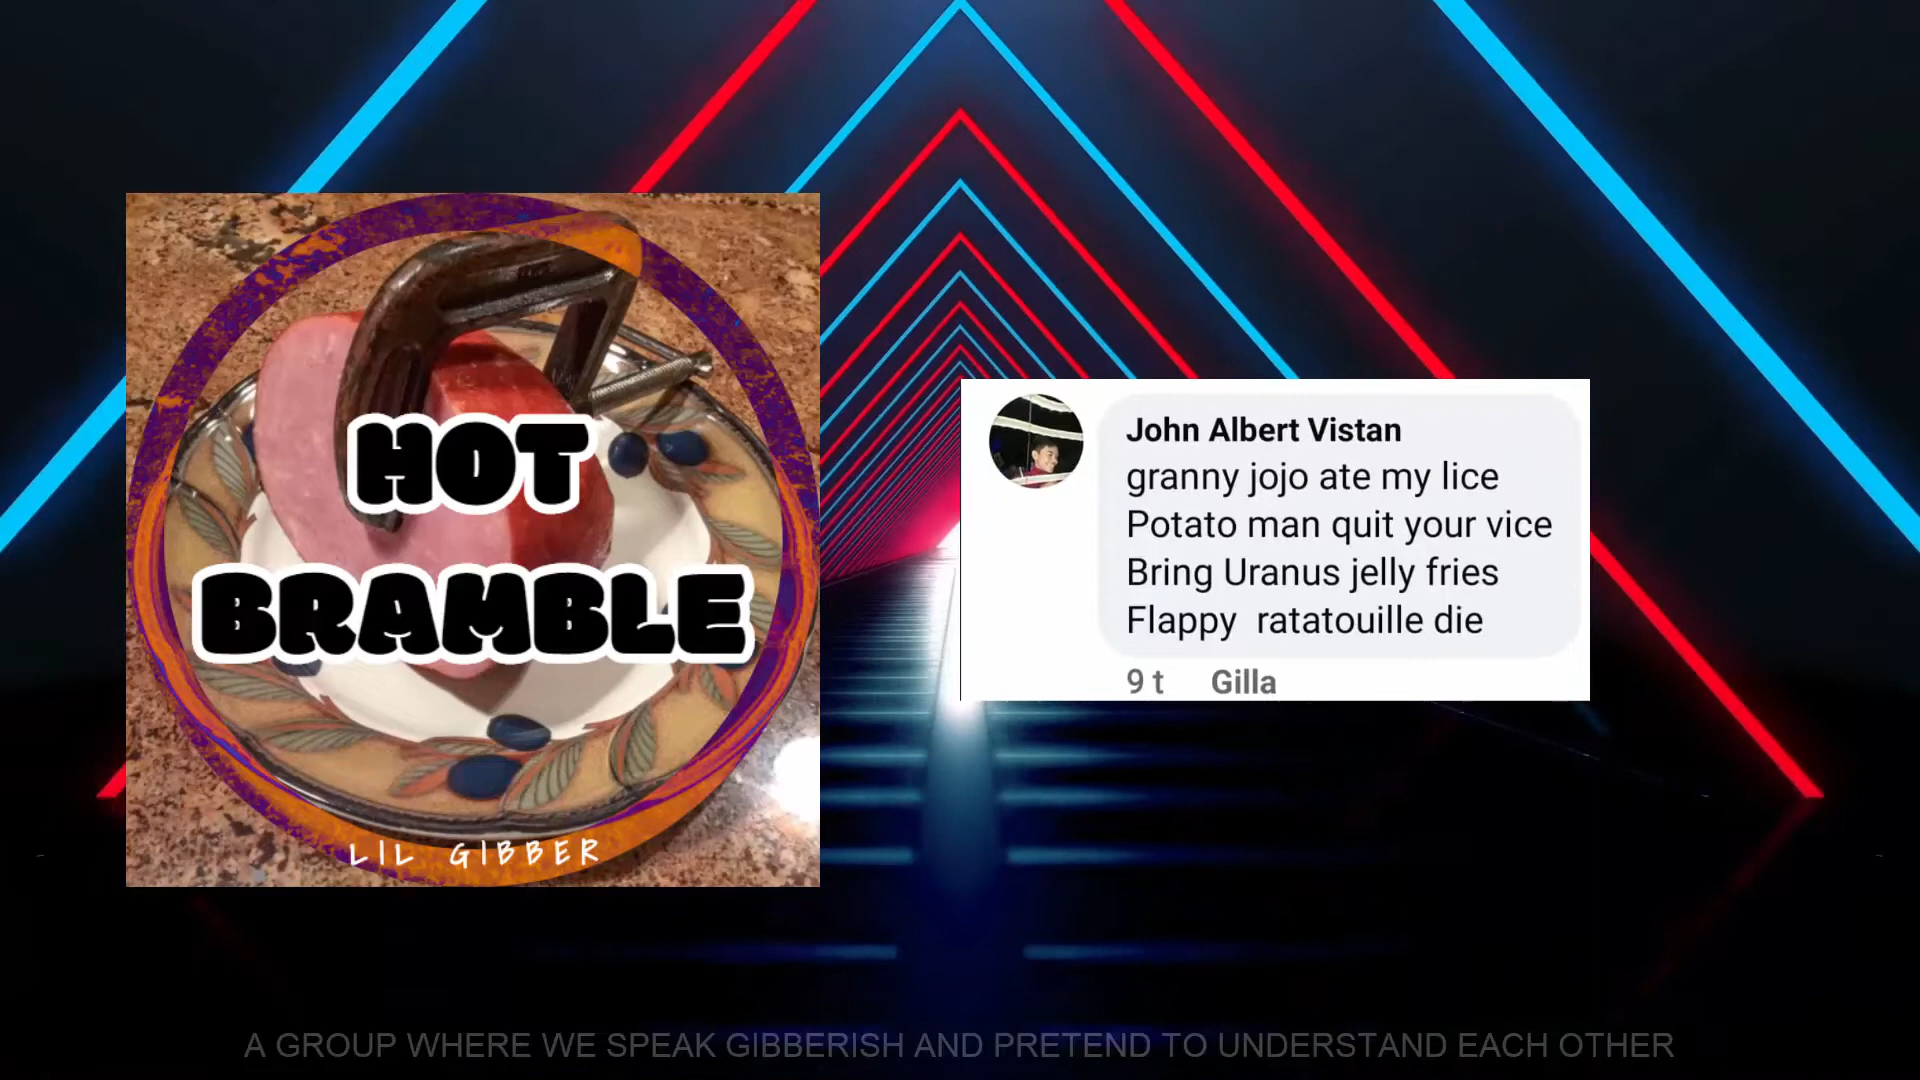 HOT
BRAMBLE
LIL GIBBER
John Albert Vistan
granny jojo ate my lice
Potato man quit your vice
Bring Uranus jelly fries
Flappy  ratatouille die
9 t Gilla
A GROUP WHERE WE SPEAK GIBBERISH AND PRETEND TO UNDERSTAND EACH OTHER